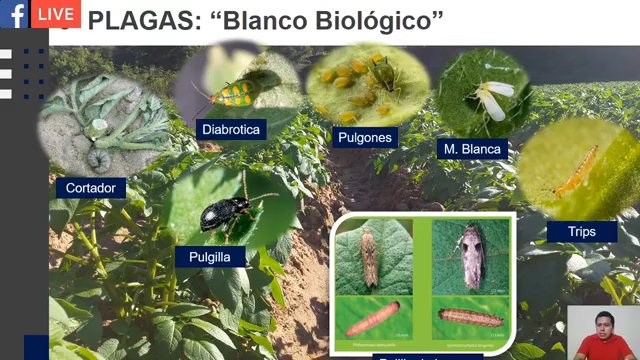 f LIVE
PLAGAS: “Blanco Biológico”
Diabrotica
Pulgones
M. Blanca
Cortador
Trips
Pulgilla